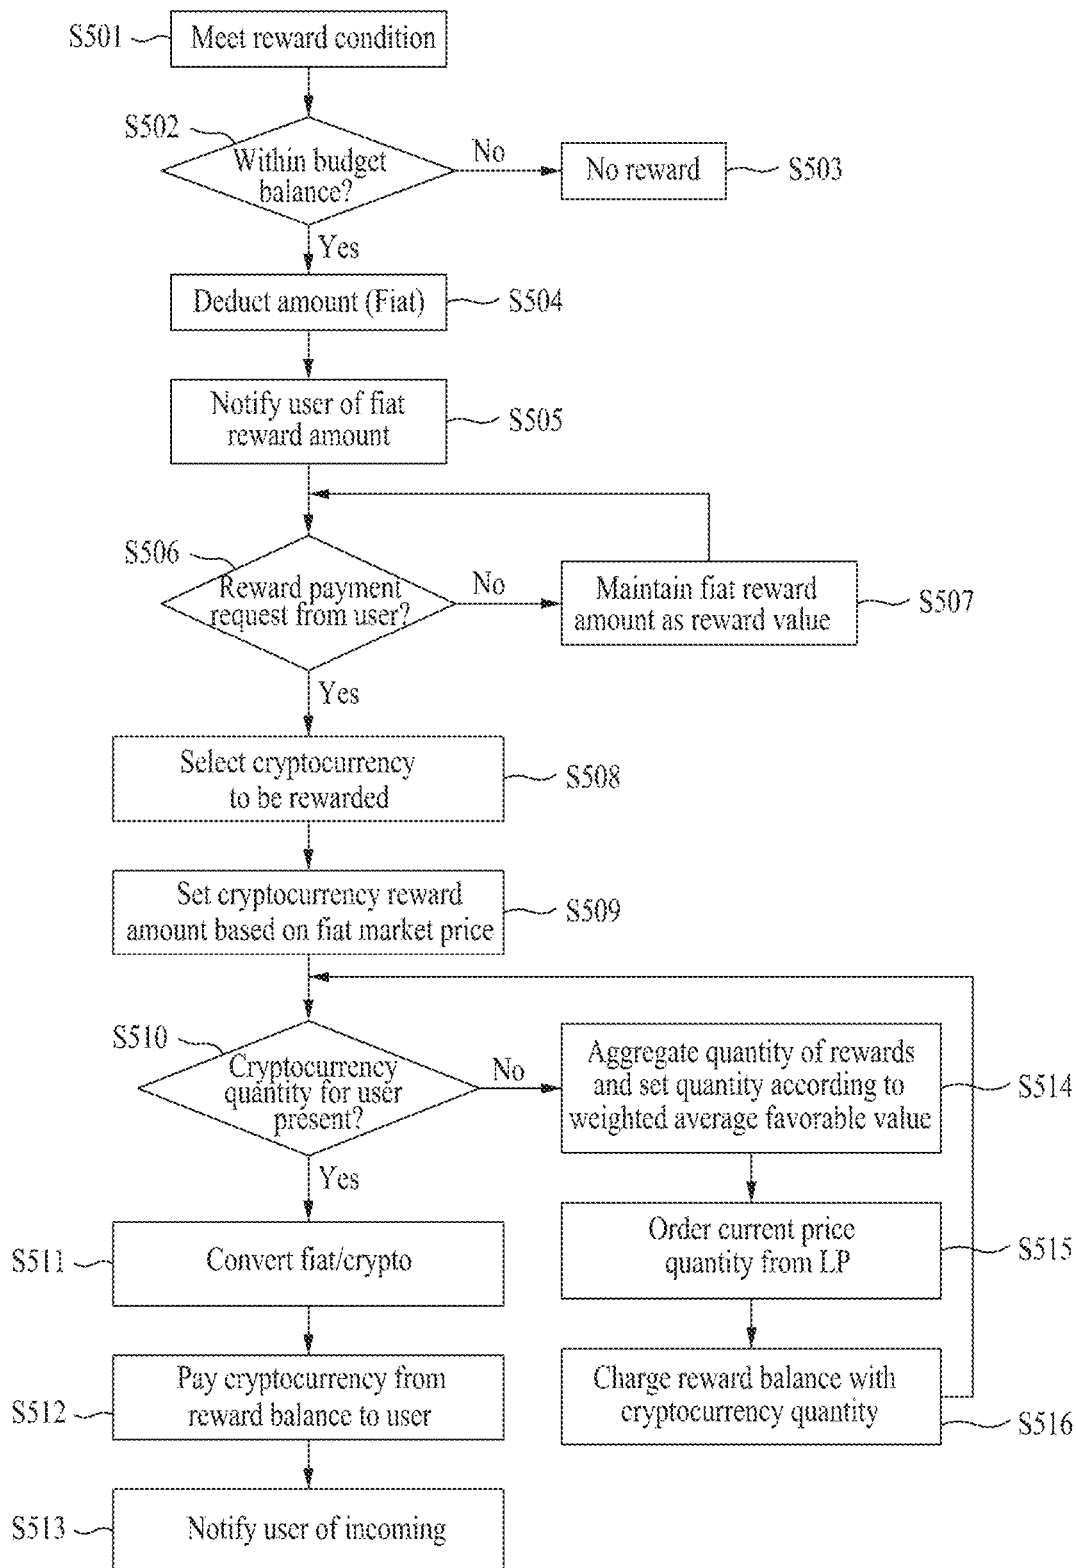 S501
Meet reward condition
S502
Within budget
balance?
No
No reward
S503
Yes
Deduct amount (Fiat)
S504
Notify user of fiat
reward amount
S505
S506
Reward payment
request from user?
No
Maintain fiat reward
amount as reward value
S507
Yes
Select cryptocurrency
to be rewarded
S508
Set cryptocurrency reward
amount based on fiat market price
S509
S510
Cryptocurrency
quantity for user
present?
No
Aggregate quantity of rewards
and set quantity according to
weighted average favorable value
S514
Yes
Order current price
quantity from LP
S515
S511
Convert fiat/crypto
Charge reward balance with
cryptocurrency quantity
S516
S512
Pay cryptocurrency from
reward balance to user
S513
Notify user of incoming